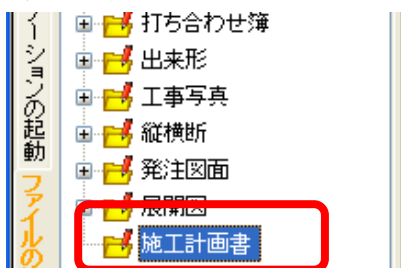 ィーションの起動
ファイルの
打ち合わせ簿
出来形
工事写真
縦横断
発注図面
展開図
施工計画書